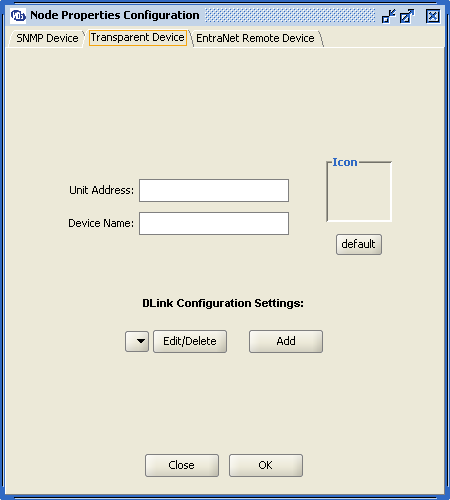 Node Properties Configuration
SNMP Device Transparent Device EntraNet Remote Device
Icon
Unit Address:
Device Name:
default
DLink Configuration Settings:
Edit/Delete Add
Close OK